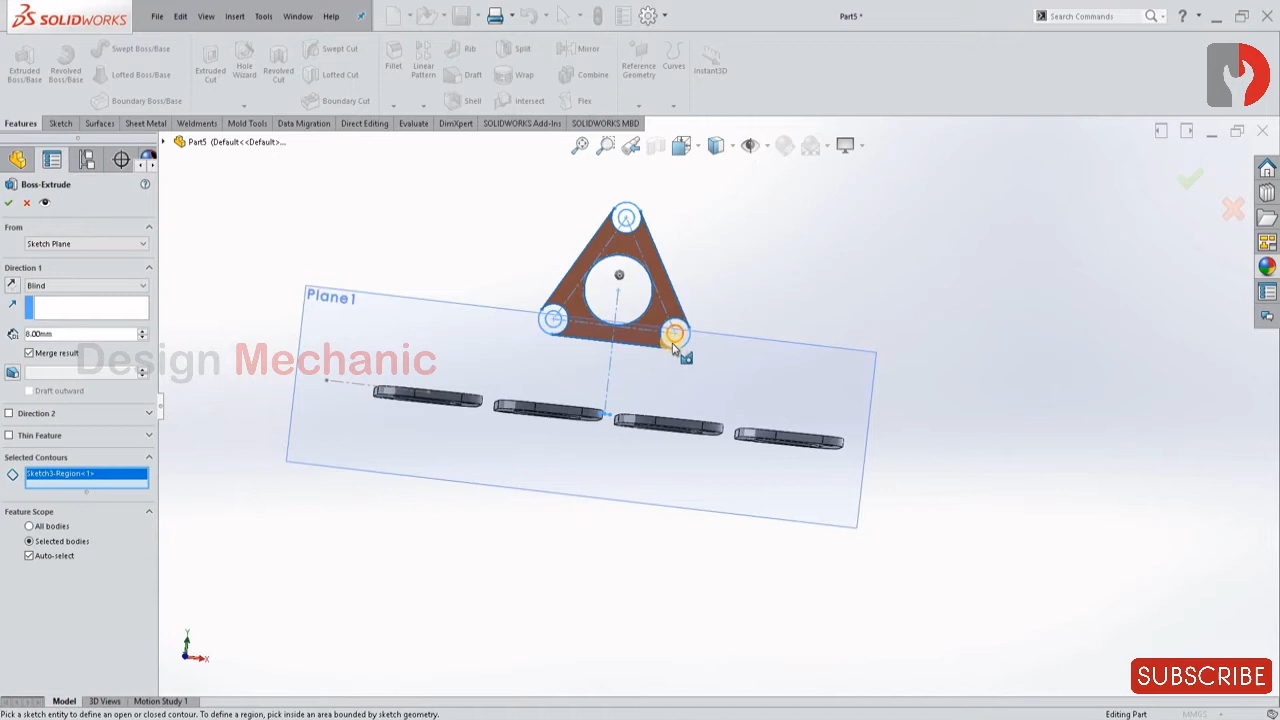 SOLIDWORKS
File Edit View Insert Tools Window Help
Part5 *
Search Commands
Extruded Boss/Base
Revolved Boss/Base
Swept Boss/Base
Lofted Boss/Base
Boundary Boss/Base
Extruded Cut
Hole Wizard
Revolved Cut
Swept Cut
Lofted Cut
Boundary Cut
Fillet
Linear Pattern
Rib
Draft
Shell
Split
Wrap
Intersect
Mirror
Combine
Flex
Reference Geometry
Curves
Instant3D
Features Sketch Surfaces Sheet Metal Weldments Mold Tools Data Migration Direct Editing Evaluate DimXpert SOLIDWORKS Add-Ins SOLIDWORKS MBD
Part5 (Default<<Default>...
Boss-Extrude
From
Sketch Plane
Direction 1
Blind
8.00mm
Merge result
Draft outward
Direction 2
Thin Feature
Selected Contours
Sketch3-Region<1>
Feature Scope
All bodies
Selected bodies
Auto-select
Plane1
Design Mechanic
Y
X
SUBSCRIBE
Model 3D Views Motion Study 1
Pick a sketch entity to define an open or closed contour. To define a region, pick inside an area bounded by sketch geometry.
Editing Part
MMGS